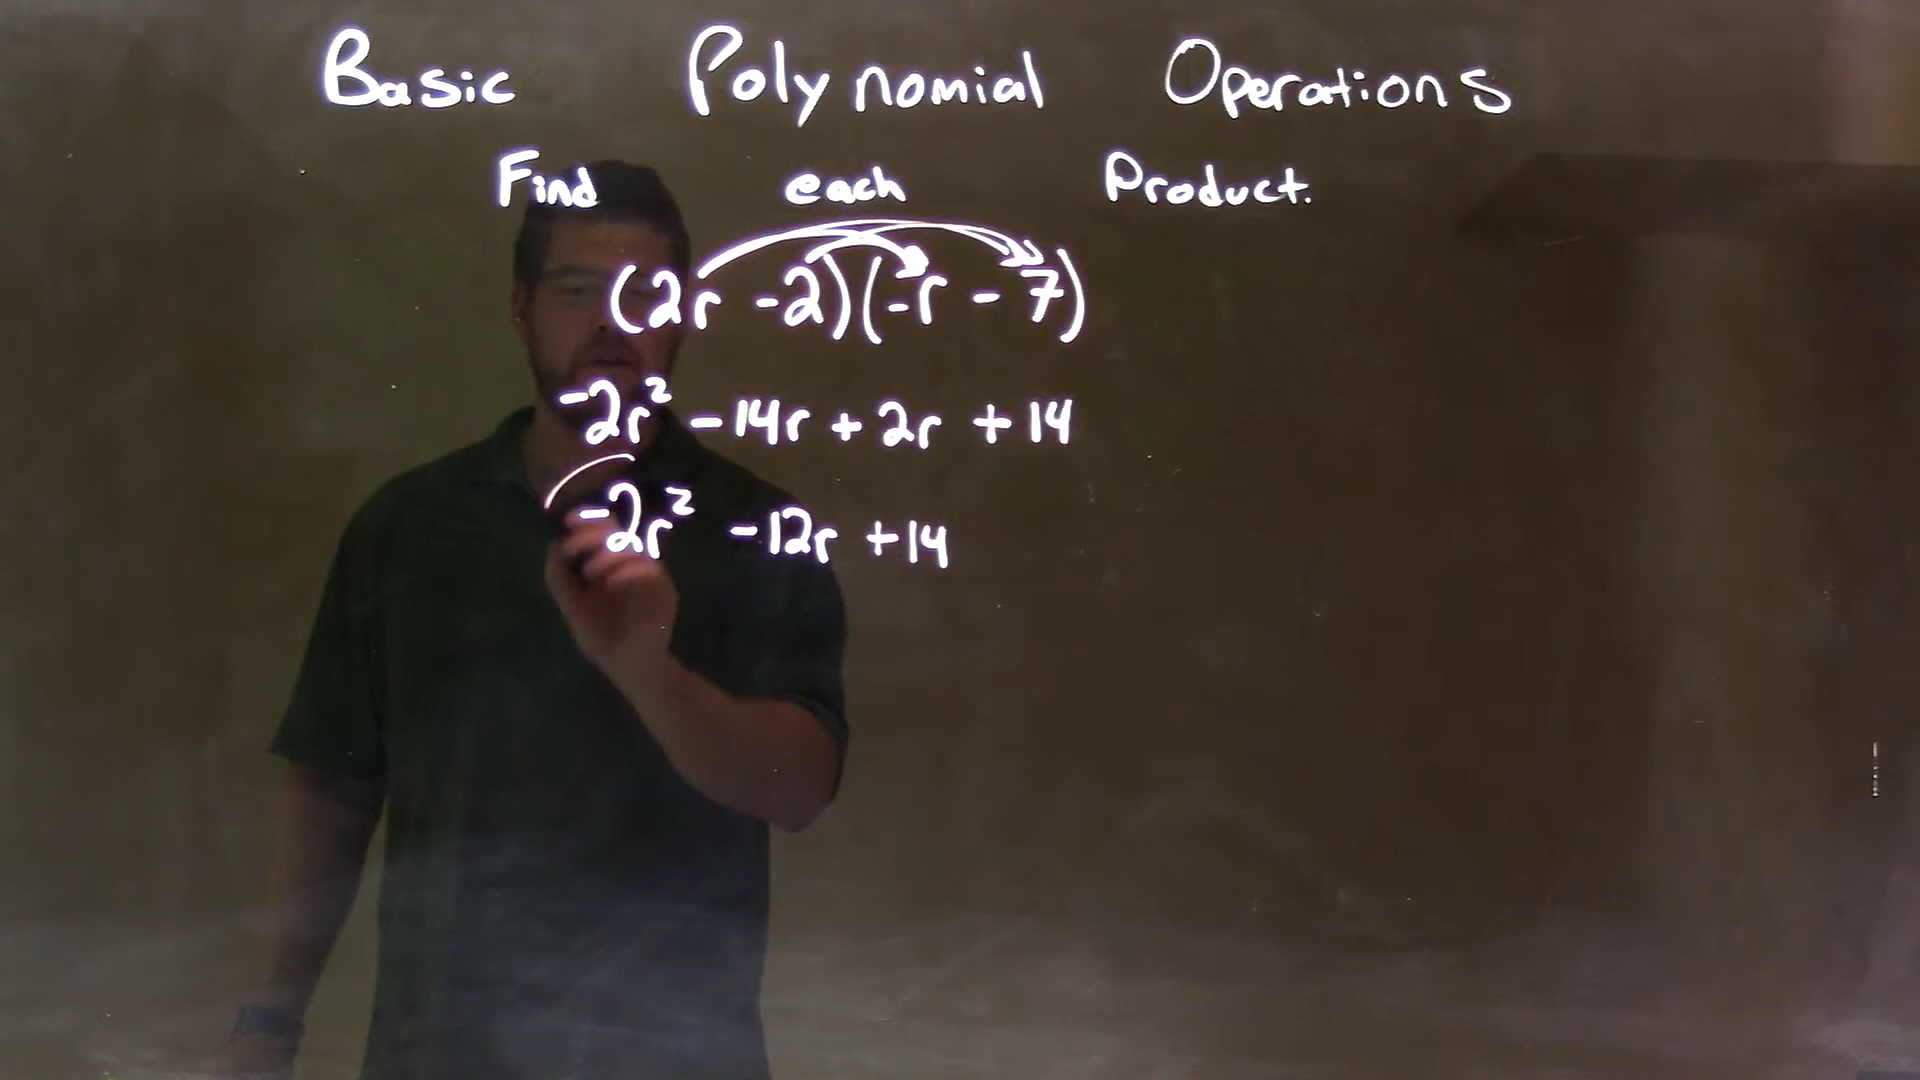 Basic Polynomial Operations
Find each Product.
(2r -2)(-r - 7)
-2r² -14r +2r +14
-2r² -12r +14